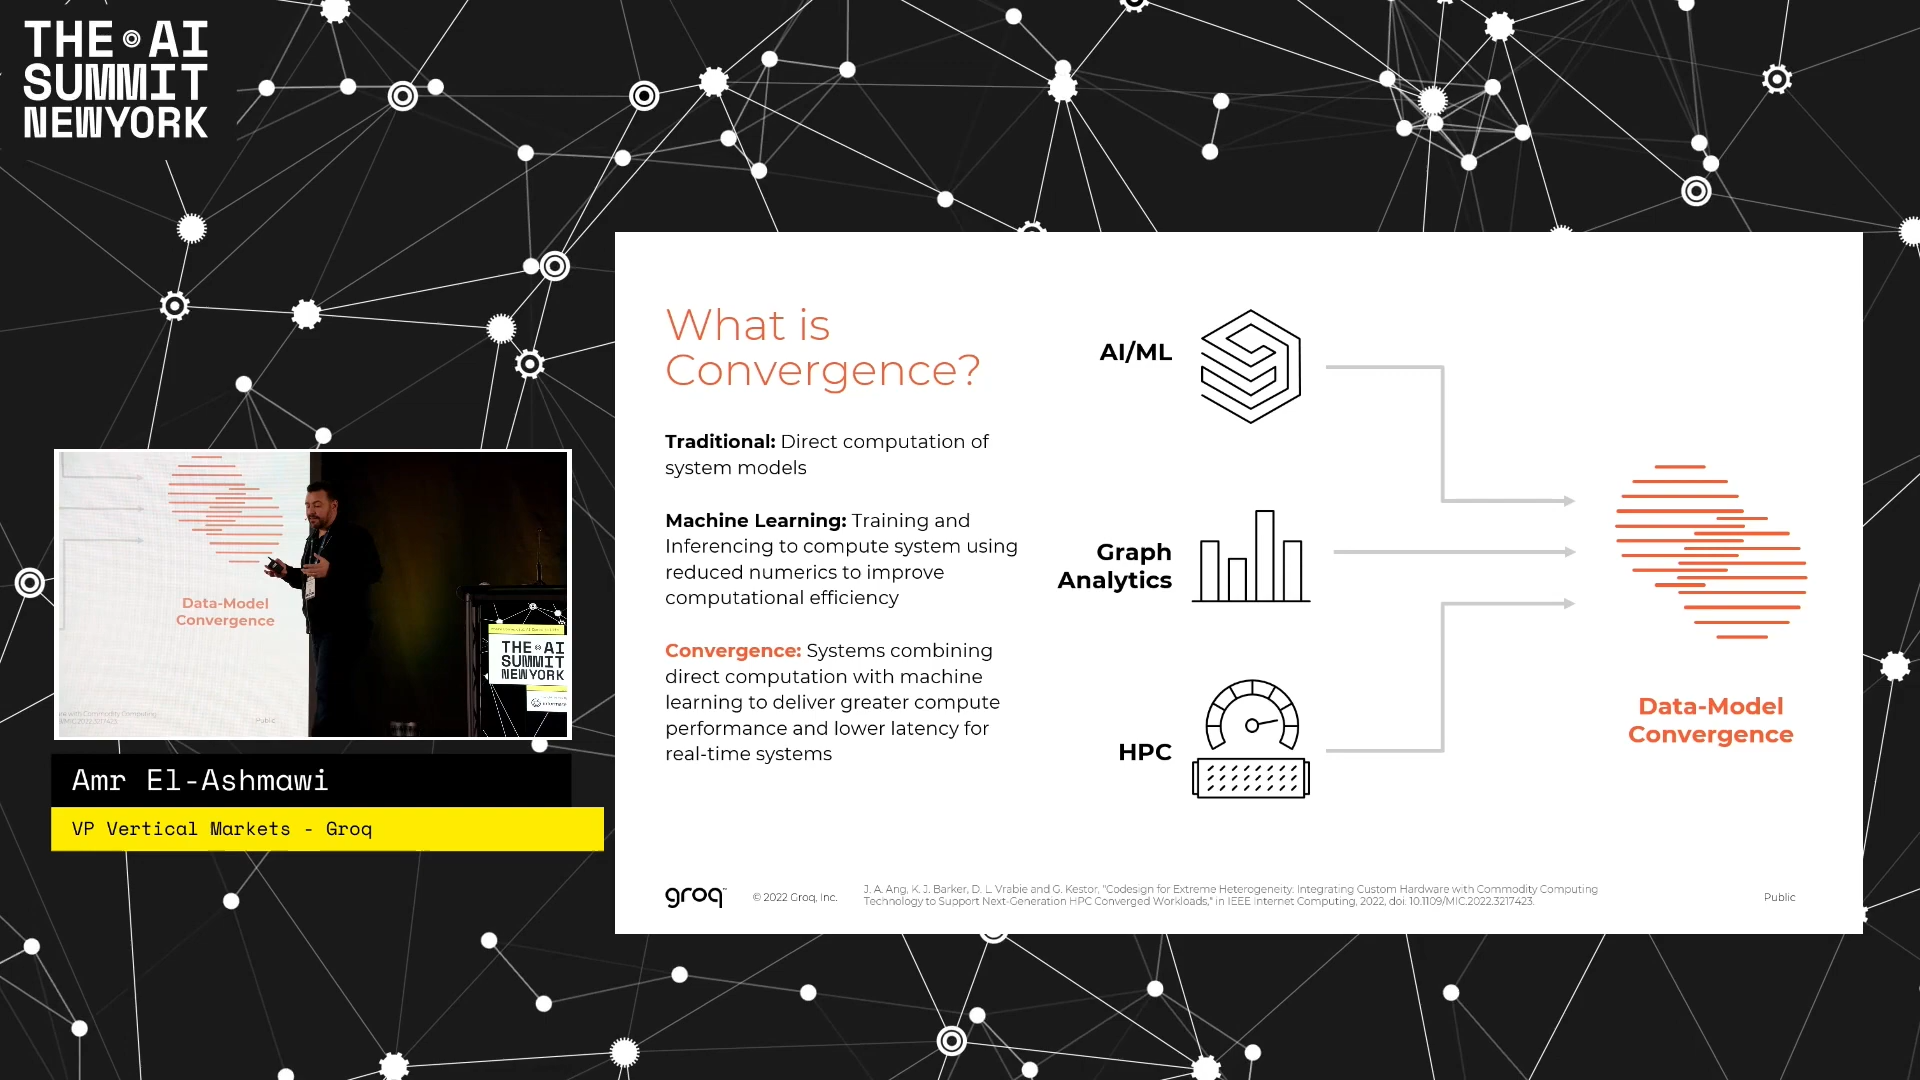 THE AI
SUMMIT
NEWYORK
What is
Convergence?
Traditional: Direct computation of
system models
Machine Learning: Training and
Inferencing to compute system using
reduced numerics to improve
computational efficiency
Convergence: Systems combining
direct computation with machine
learning to deliver greater compute
performance and lower latency for
real-time systems
AI/ML
Graph
Analytics
HPC
Data-Model
Convergence
groq
© 2022 Groq, Inc.
J. A. Ang, K. J. Barker, D. L. Vrabie and G. Kestor, "Codesign for Extreme Heterogeneity: Integrating Custom Hardware with Commodity Computing
Technology to Support Next-Generation HPC Converged Workloads," in IEEE Internet Computing, 2022, doi: 10.1109/MIC.2022.3217423.
Public
Data-Model
Convergence
Public
THE AI
SUMMIT
NEWYORK
Amr El-Ashmawi
VP Vertical Markets - Groq